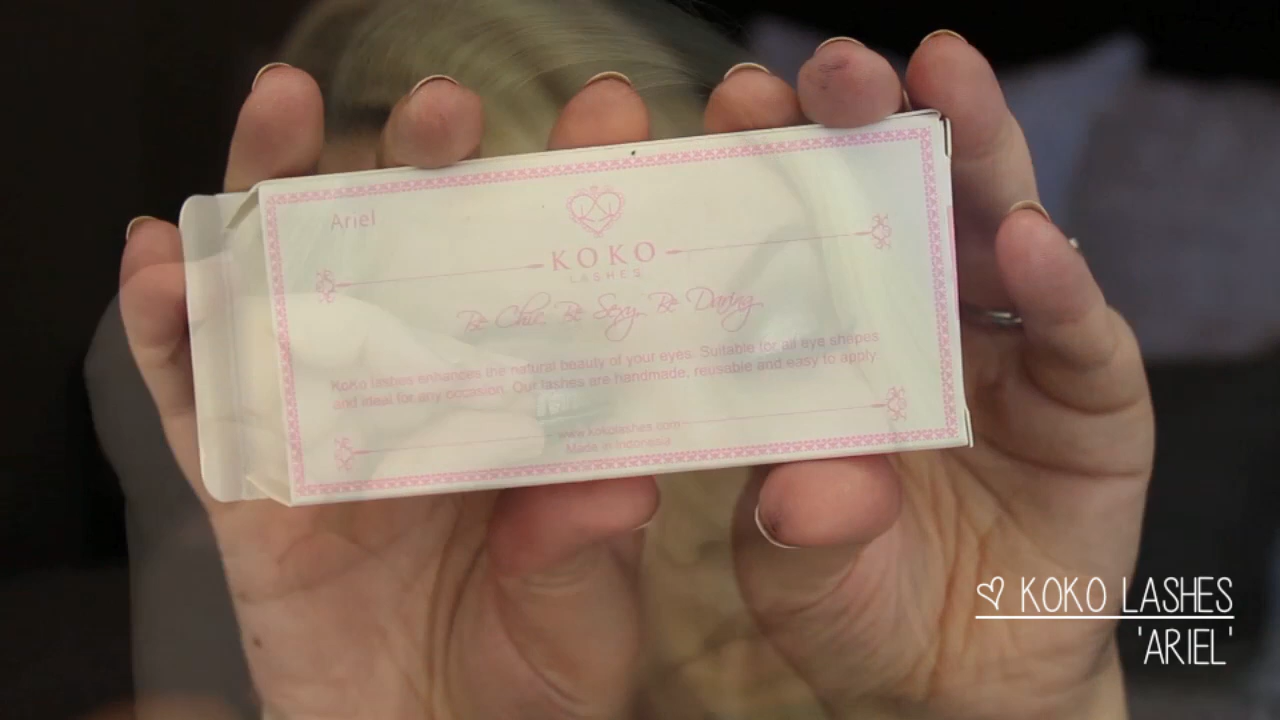 Ariel
KOKO
LASHES
Be Chic, Be Sexy, Be Daring
KoKo lashes enhances the natural beauty of your eyes. Suitable for all eye shapes
and ideal for any occasion. Our lashes are handmade, reusable and easy to apply.
www.kokolashes.com
Made in Indonesia
♡ KOKO LASHES
'ARIEL'